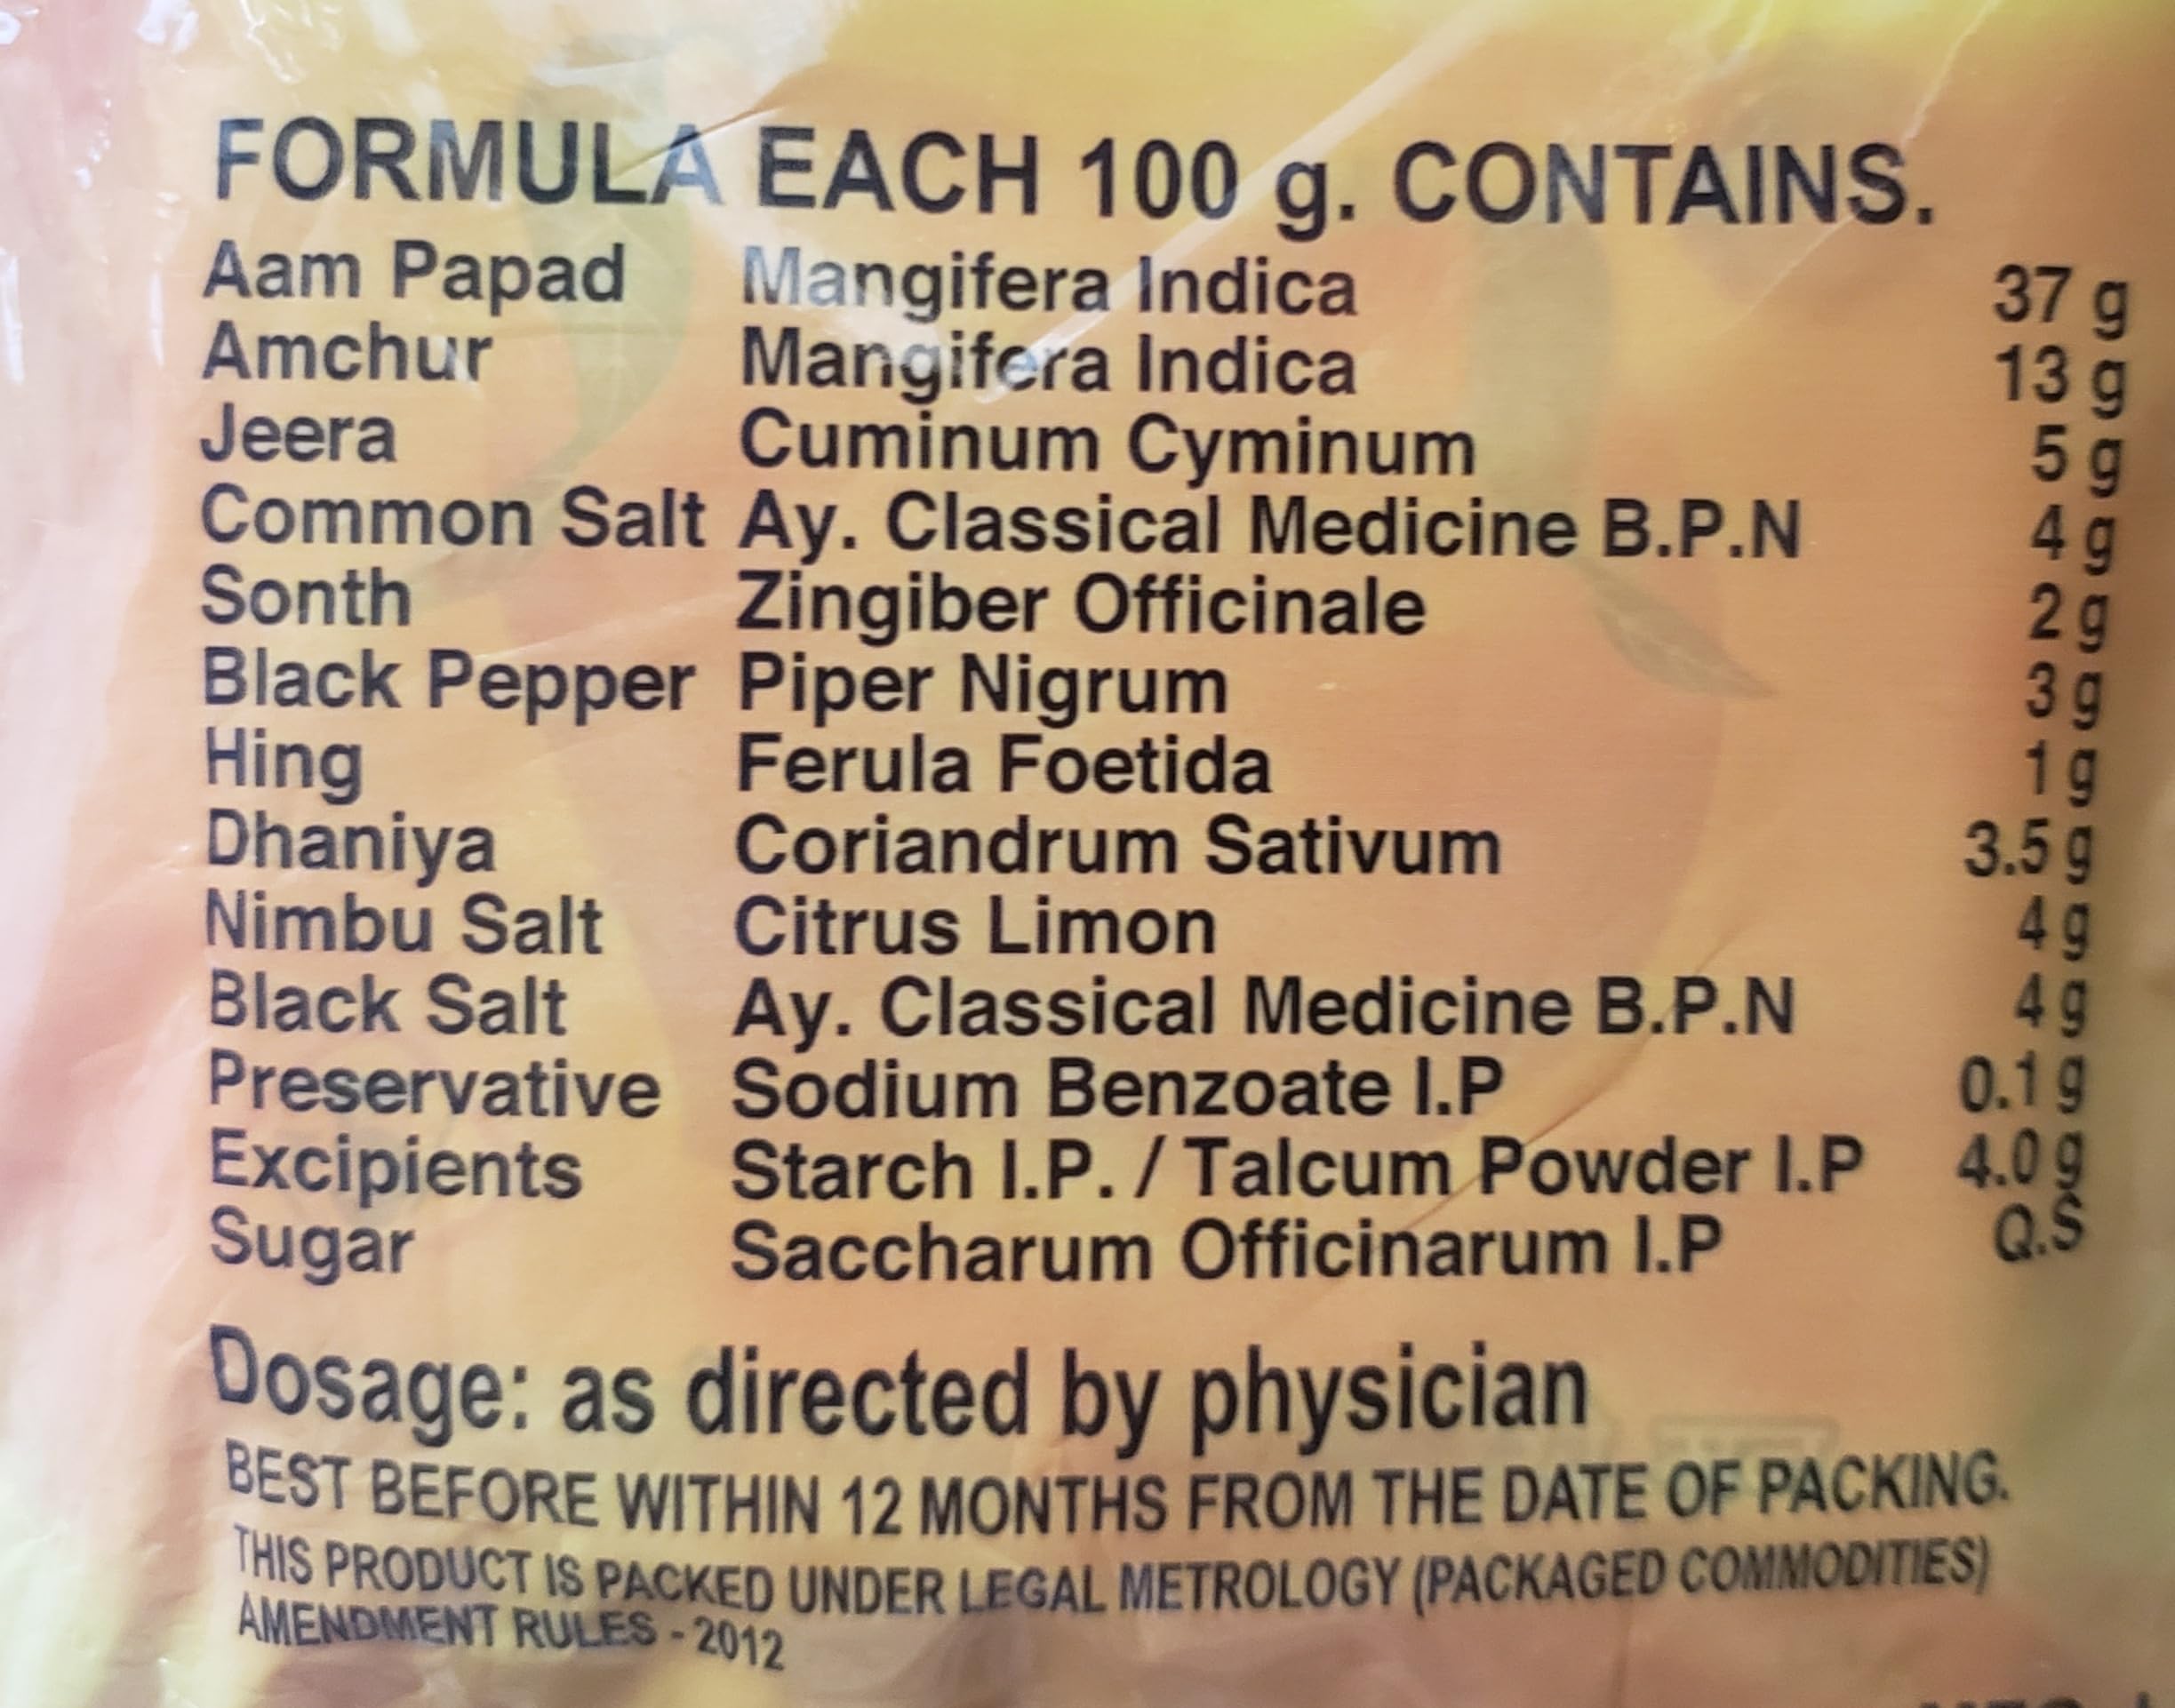 FORMULA EACH 100 g. CONTAINS.
Aam Papad Mangifera Indica 37 g
Amchur Mangifera Indica 13 g
Jeera Cuminum Cyminum 5 g
Common Salt Ay. Classical Medicine B.P.N 4 g
Sonth Zingiber Officinale 2 g
Black Pepper Piper Nigrum 3 g
Hing Ferula Foetida 1 g
Dhaniya Coriandrum Sativum 3.5 g
Nimbu Salt Citrus Limon 4 g
Black Salt Ay. Classical Medicine B.P.N 4 g
Preservative Sodium Benzoate I.P 0.1 g
Excipients Starch I.P. / Talcum Powder I.P 4.0 g
Sugar Saccharum Officinarum I.P Q.S
Dosage: as directed by physician
BEST BEFORE WITHIN 12 MONTHS FROM THE DATE OF PACKING.
THIS PRODUCT IS PACKED UNDER LEGAL METROLOGY (PACKAGED COMMODITIES)
AMENDMENT RULES - 2012